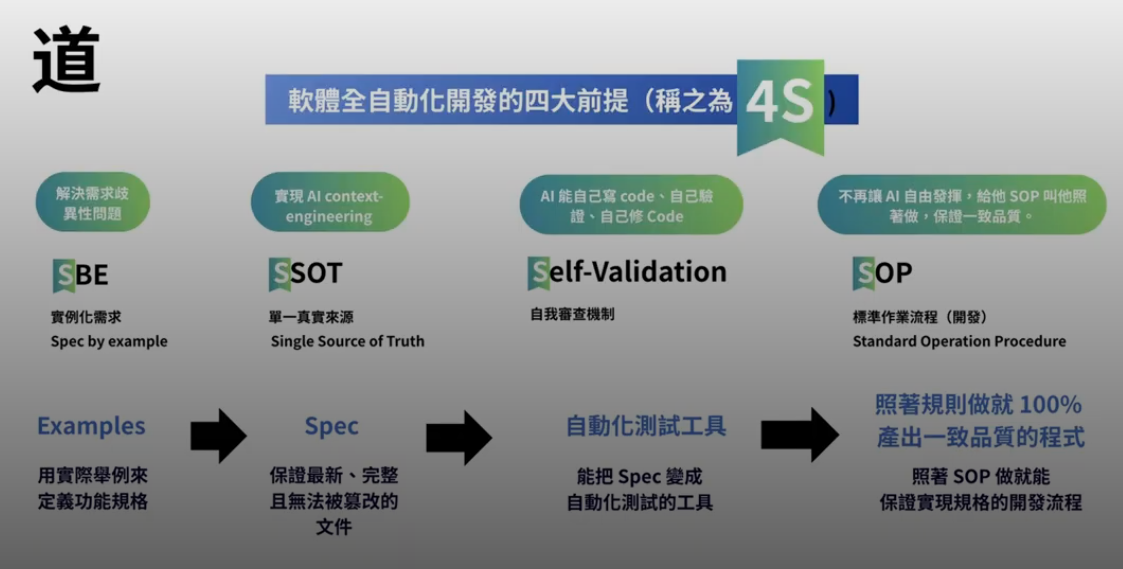 道
軟體全自動化開發的四大前提（稱之為 4S）
解決需求歧
異性問題
SBE
實例化需求
Spec by example
Examples
用實際舉例來
定義功能規格
實現 AI context-
engineering
SSOT
單一真實來源
Single Source of Truth
Spec
保證最新、完整
且無法被篡改的
文件
AI 能自己寫 code、自己驗
證、自己修 Code
Self-Validation
自我審查機制
自動化測試工具
能把 Spec 變成
自動化測試的工具
不再讓 AI 自由發揮，給他 SOP 叫他照
著做，保證一致品質。
SOP
標準作業流程（開發）
Standard Operation Procedure
照著規則做就 100%
產出一致品質的程式
照著 SOP 做就能
保證實現規格的開發流程